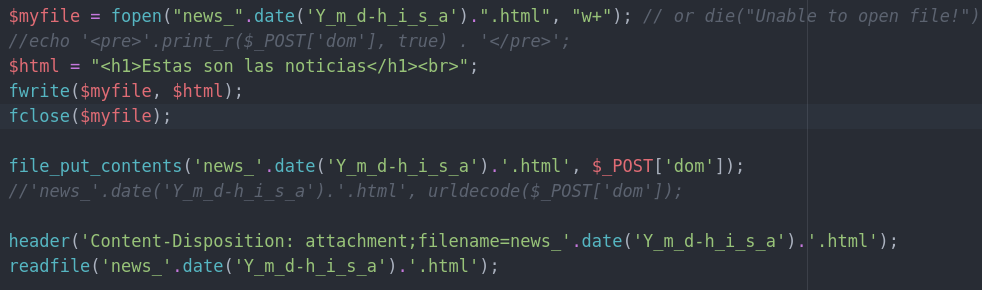 $myfile = fopen("news_".date('Y_m_d-h_i_s_a').".html", "w+"); // or die("Unable to open file!")
//echo '<pre>'.print_r($_POST['dom'], true) . '</pre>';
$html = "<h1>Estas son las noticias</h1><br>";
fwrite($myfile, $html);
fclose($myfile);
file_put_contents('news_'.date('Y_m_d-h_i_s_a').'.html', $_POST['dom']);
//'news_'.date('Y_m_d-h_i_s_a').'.html', urldecode($_POST['dom']);
header('Content-Disposition: attachment;filename=news_'.date('Y_m_d-h_i_s_a').'.html');
readfile('news_'.date('Y_m_d-h_i_s_a').'.html');